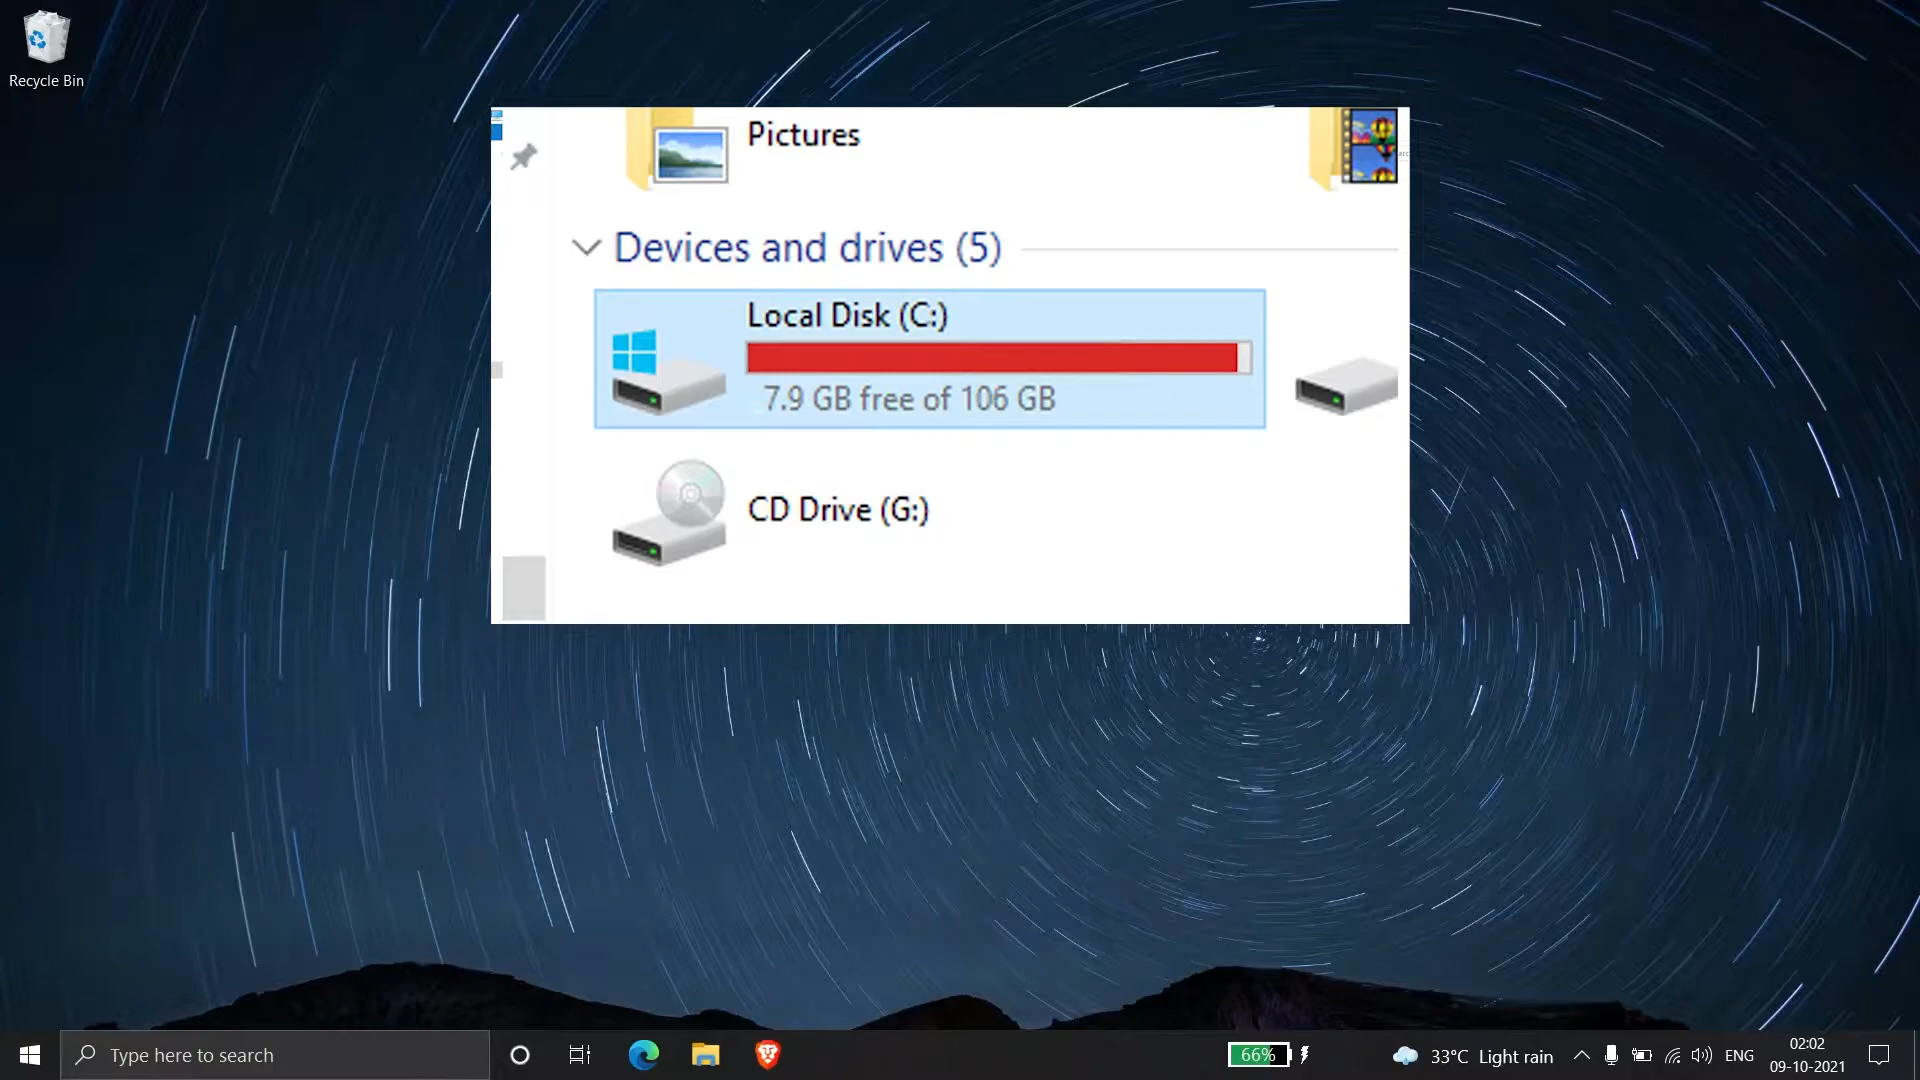 Recycle Bin
Pictures
Devices and drives (5)
Local Disk (C:)
7.9 GB free of 106 GB
CD Drive (G:)
Type here to search
66%
33°C Light rain
ENG
02:02
09-10-2021